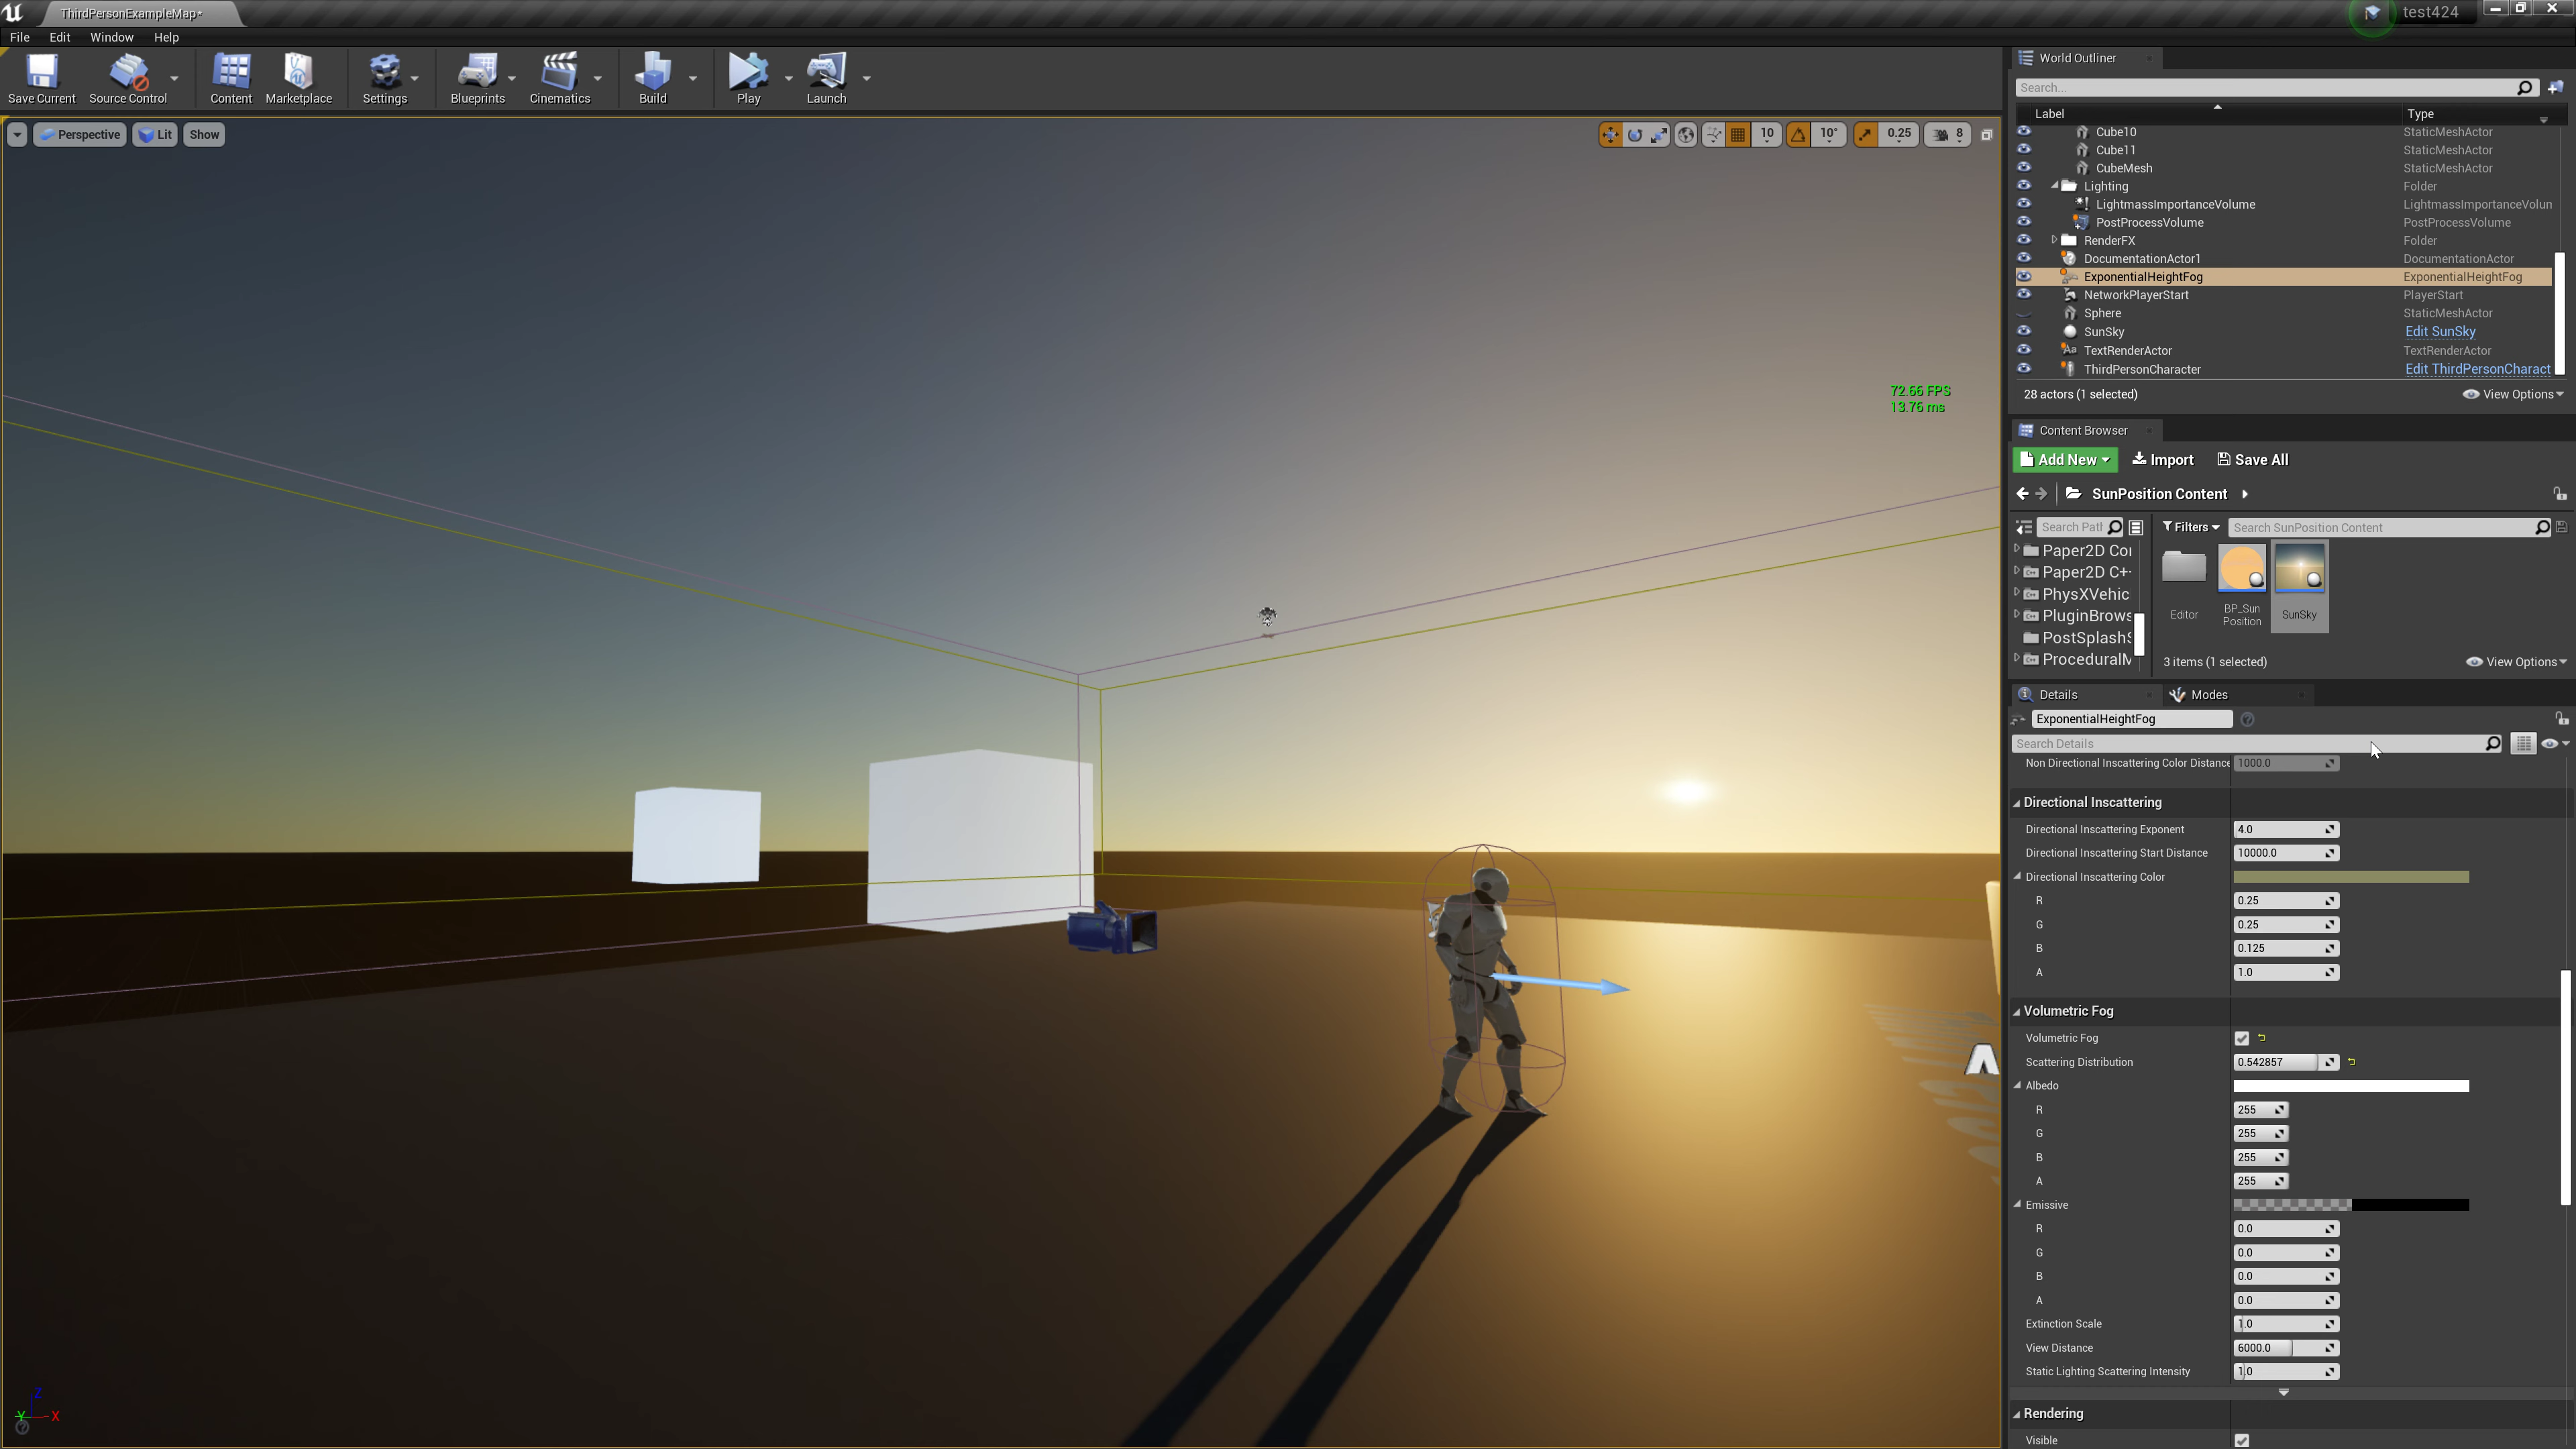 ThirdPersonExampleMap*
test424
File Edit Window Help
Save Current
Source Control
Content
Marketplace
Settings
Blueprints
Cinematics
Build
Play
Launch
Perspective
Lit
Show
10
10°
0.25
8
72.66 FPS
13.76 ms
World Outliner
Search...
Label Type
Cube10 StaticMeshActor
Cube11 StaticMeshActor
CubeMesh StaticMeshActor
Lighting Folder
LightmassImportanceVolume LightmassImportanceVolun
PostProcessVolume PostProcessVolume
RenderFX Folder
DocumentationActor1 DocumentationActor
ExponentialHeightFog ExponentialHeightFog
NetworkPlayerStart PlayerStart
Sphere StaticMeshActor
SunSky Edit SunSky
TextRenderActor TextRenderActor
ThirdPersonCharacter Edit ThirdPersonCharact
28 actors (1 selected) View Options
Content Browser
Add New Import Save All
SunPosition Content
Search Pat
Filters
Search SunPosition Content
Paper2D Co
Paper2D C+
PhysXVehic
PluginBrows
PostSplashS
ProceduralM
Editor
BP_Sun
Position
SunSky
3 items (1 selected) View Options
Details Modes
ExponentialHeightFog
Search Details
Non Directional Inscattering Color Distance 1000.0
Directional Inscattering
Directional Inscattering Exponent 4.0
Directional Inscattering Start Distance 10000.0
Directional Inscattering Color
R 0.25
G 0.25
B 0.125
A 1.0
Volumetric Fog
Volumetric Fog
Scattering Distribution 0.542857
Albedo
R 255
G 255
B 255
A 255
Emissive
R 0.0
G 0.0
B 0.0
A 0.0
Extinction Scale 1.0
View Distance 6000.0
Static Lighting Scattering Intensity 1.0
Rendering
Visible
Z
Y
X